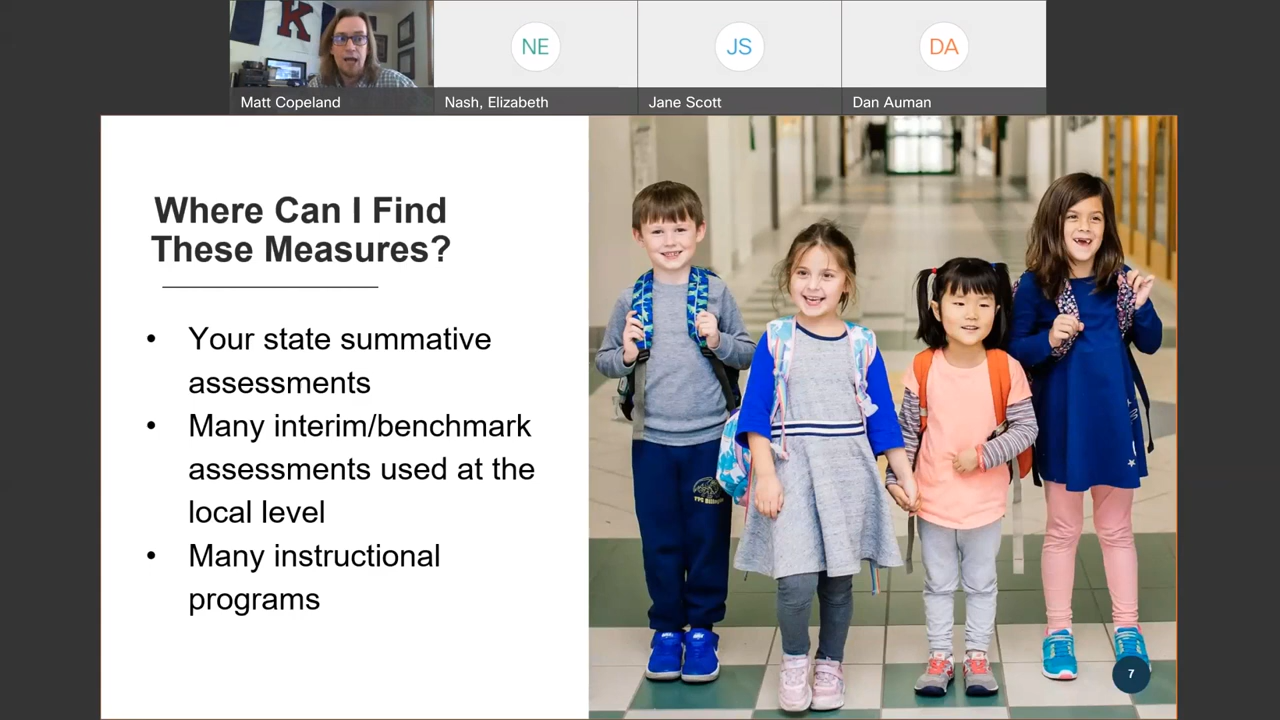 K
NE
JS
DA
Matt Copeland
Nash, Elizabeth
Jane Scott
Dan Auman
Where Can I Find
These Measures?
• Your state summative
assessments
• Many interim/benchmark
assessments used at the
local level
• Many instructional
programs
7